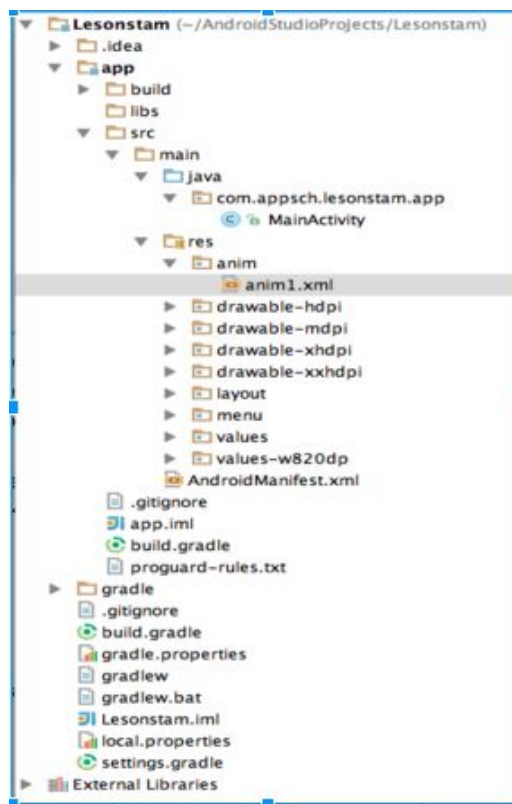 Lesonstam (~/AndroidStudioProjects/Lesonstam)
.idea
app
build
libs
src
main
java
com.appsch.lesonstam.app
MainActivity
res
anim
anim1.xml
drawable-hdpi
drawable-mdpi
drawable-xhdpi
drawable-xxhdpi
layout
menu
values
values-w820dp
AndroidManifest.xml
.gitignore
app.iml
build.gradle
proguard-rules.txt
gradle
.gitignore
build.gradle
gradle.properties
gradlew
gradlew.bat
Lesonstam.iml
local.properties
settings.gradle
External Libraries